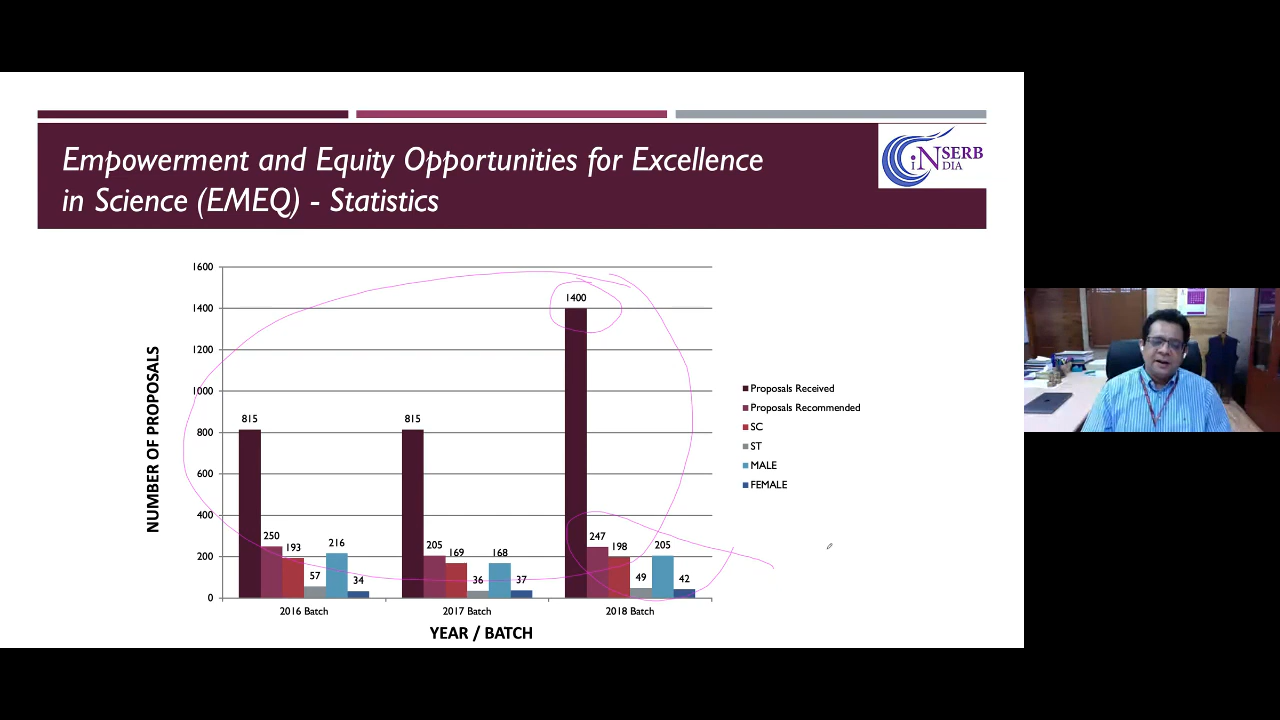 Empowerment and Equity Opportunities for Excellence
in Science (EMEQ) - Statistics
iNSERB
NDIA
NUMBER OF PROPOSALS
1600
1400
1200
1000
800
600
400
200
0
815
250
193
57
216
34
815
205
169
36
168
37
1400
247
198
49
205
42
2016 Batch
2017 Batch
2018 Batch
YEAR / BATCH
Proposals Received
Proposals Recommended
SC
ST
MALE
FEMALE